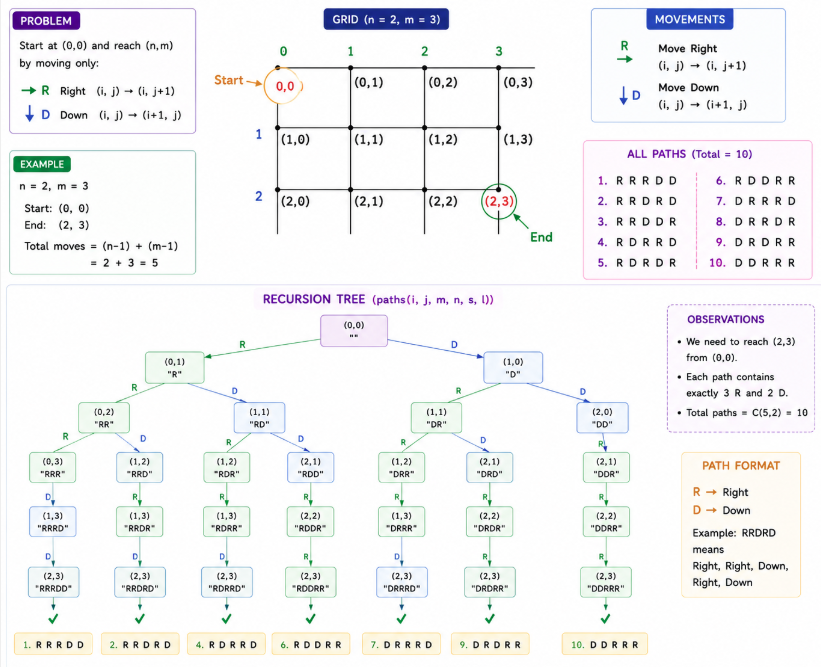 PROBLEM
Start at (0,0) and reach (n,m)
by moving only:
→ R Right (i, j) → (i, j+1)
↓ D Down (i, j) → (i+1, j)
EXAMPLE
n = 2, m = 3
Start: (0, 0)
End: (2, 3)
Total moves = (n-1) + (m-1)
= 2 + 3 = 5
GRID (n = 2, m = 3)
0 1 2 3
Start
0,0 (0,1) (0,2) (0,3)
1 (1,0) (1,1) (1,2) (1,3)
2 (2,0) (2,1) (2,2) (2,3)
End
MOVEMENTS
R Move Right
→ (i, j) → (i, j+1)
Move Down
↓ D (i, j) → (i+1, j)
ALL PATHS (Total = 10)
1. R R R D D
2. R R D R D
3. R R D D R
4. R D R R D
5. R D R D R
6. R D D R R
7. D R R R D
8. D R R D R
9. D R D R R
10. D D R R R
RECURSION TREE (paths(i, j, m, n, s, l))
(0,0)
""
R D
(0,1) (1,0)
"R" "D"
R D R D
(0,2) (1,1) (1,1) (2,0)
"RR" "RD" "DR" "DD"
R D R D R D R
(0,3) (1,2) (1,2) (2,1) (1,2) (2,1) (2,1)
"RRR" "RRD" "RDR" "RDD" "DRR" "DRD" "DDR"
D R R R R R R
(1,3) (1,3) (1,3) (2,2) (1,3) (2,2) (2,2)
"RRRD" "RRDR" "RDRR" "RDDR" "DRRR" "DRDR" "DDRR"
D D D R D R R
(2,3) (2,3) (2,3) (2,3) (2,3) (2,3) (2,3)
"RRRDD" "RRDRD" "RDRRD" "RDDRR" "DRRRD" "DRDRR" "DDRRR"
✓ ✓ ✓ ✓ ✓ ✓ ✓
1. R R R D D 2. R R D R D 4. R D R R D 6. R D D R R 7. D R R R D 9. D R D R R 10. D D R R R
OBSERVATIONS
• We need to reach (2,3)
from (0,0).
• Each path contains
exactly 3 R and 2 D.
• Total paths = C(5,2) = 10
PATH FORMAT
R → Right
D → Down
Example: RRDRD
means
Right, Right, Down,
Right, Down